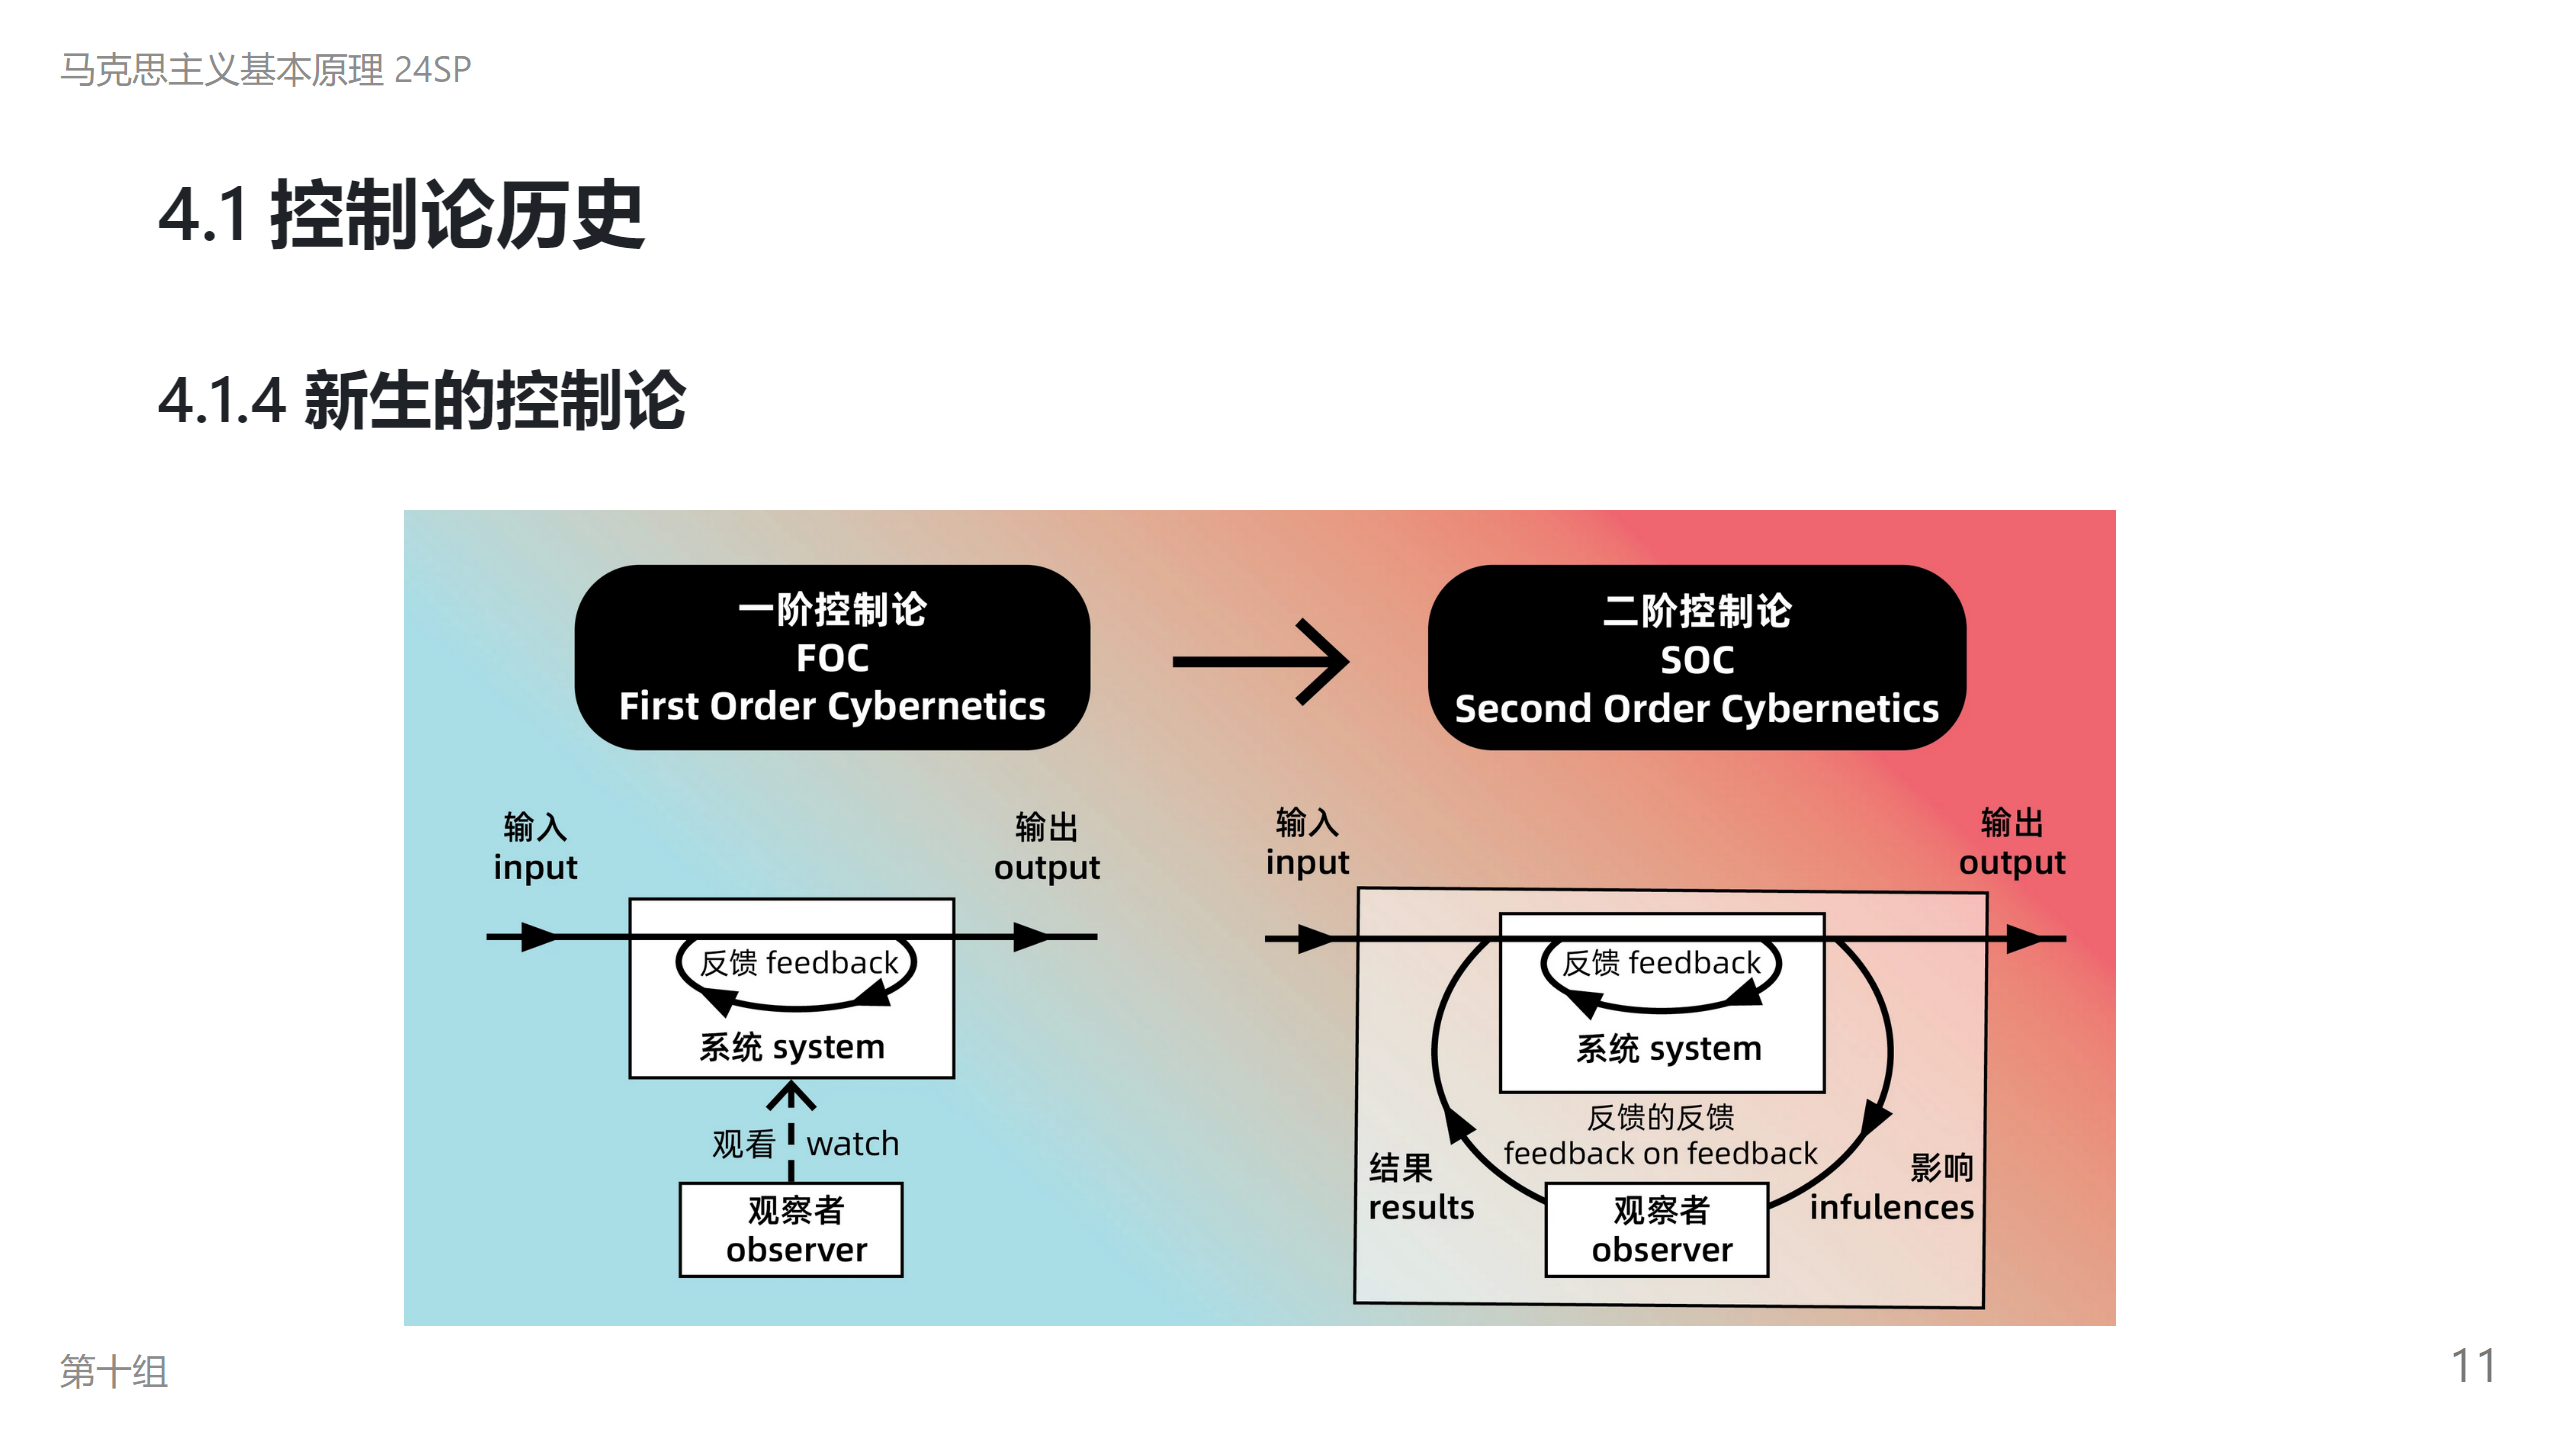 马克思主义基本原理 24SP
4.1 控制论历史
4.1.4 新生的控制论
一阶控制论
FOC
First Order Cybernetics
二阶控制论
SOC
Second Order Cybernetics
输入
input
输出
output
反馈 feedback
系统 system
观看 watch
观察者
observer
输入
input
输出
output
反馈 feedback
系统 system
反馈的反馈
feedback on feedback
结果
results
影响
infulences
观察者
observer
第十组
11